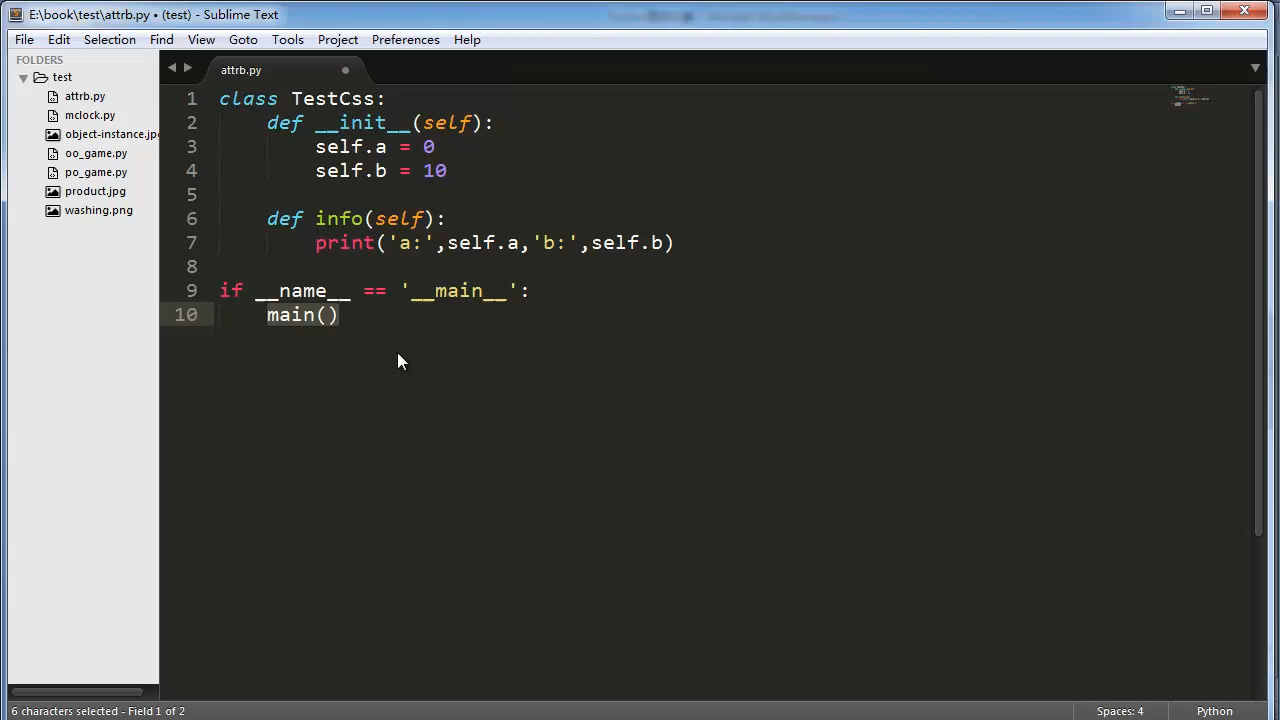 E:\book\test\attrb.py • (test) - Sublime Text
File Edit Selection Find View Goto Tools Project Preferences Help
FOLDERS
test
attrb.py
mclock.py
object-instance.jpg
oo_game.py
po_game.py
product.jpg
washing.png
attrb.py
1 class TestCss:
2 def __init__(self):
3 self.a = 0
4 self.b = 10
5
6 def info(self):
7 print('a:',self.a,'b:',self.b)
8
9 if __name__ == '__main__':
10 main()
6 characters selected - Field 1 of 2
Spaces: 4
Python